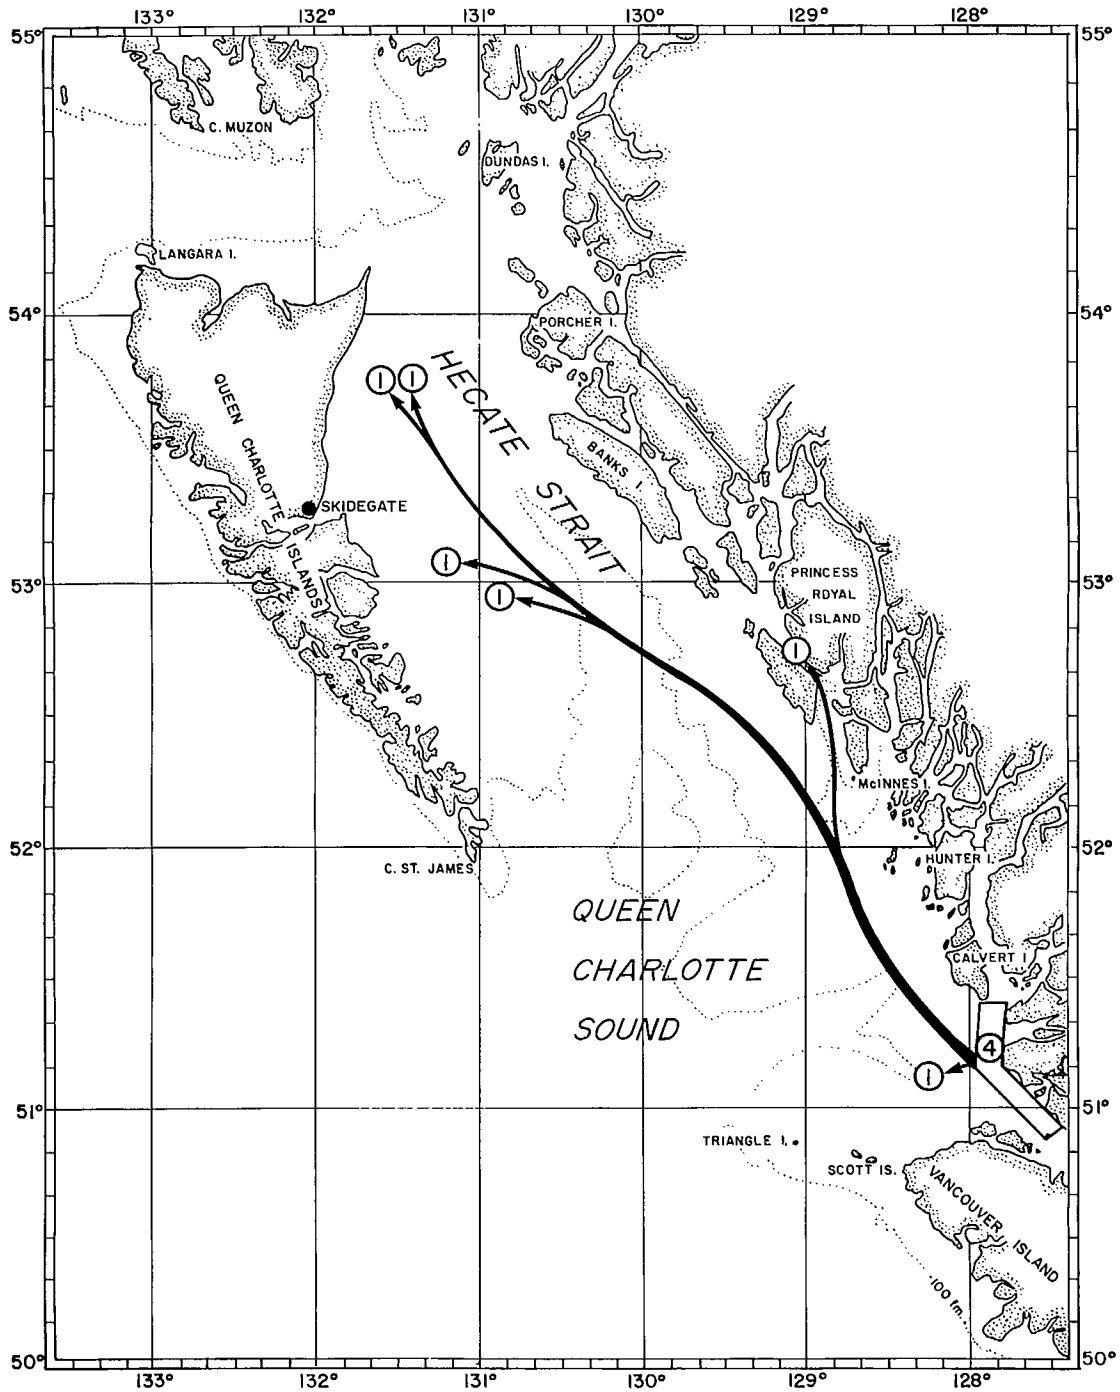 133° 132° 131° 130° 129° 128°
55° 55°
C. MUZON
DUNDAS I.
LANGARA I.
54° 54°
PORCHER I.
HECATE STRAIT
1 1
QUEEN CHARLOTTE ISLANDS
BANKS I.
SKIDEGATE
1
53° 53°
1
PRINCESS
ROYAL
ISLAND
1
McINNES I.
52° 52°
HUNTER I.
C. ST. JAMES
QUEEN
CHARLOTTE
SOUND
CALVERT I
4
1
51° 51°
TRIANGLE I.
SCOTT IS.
VANCOUVER ISLAND
100 fm.
50° 50°
133° 132° 131° 130° 129° 128°